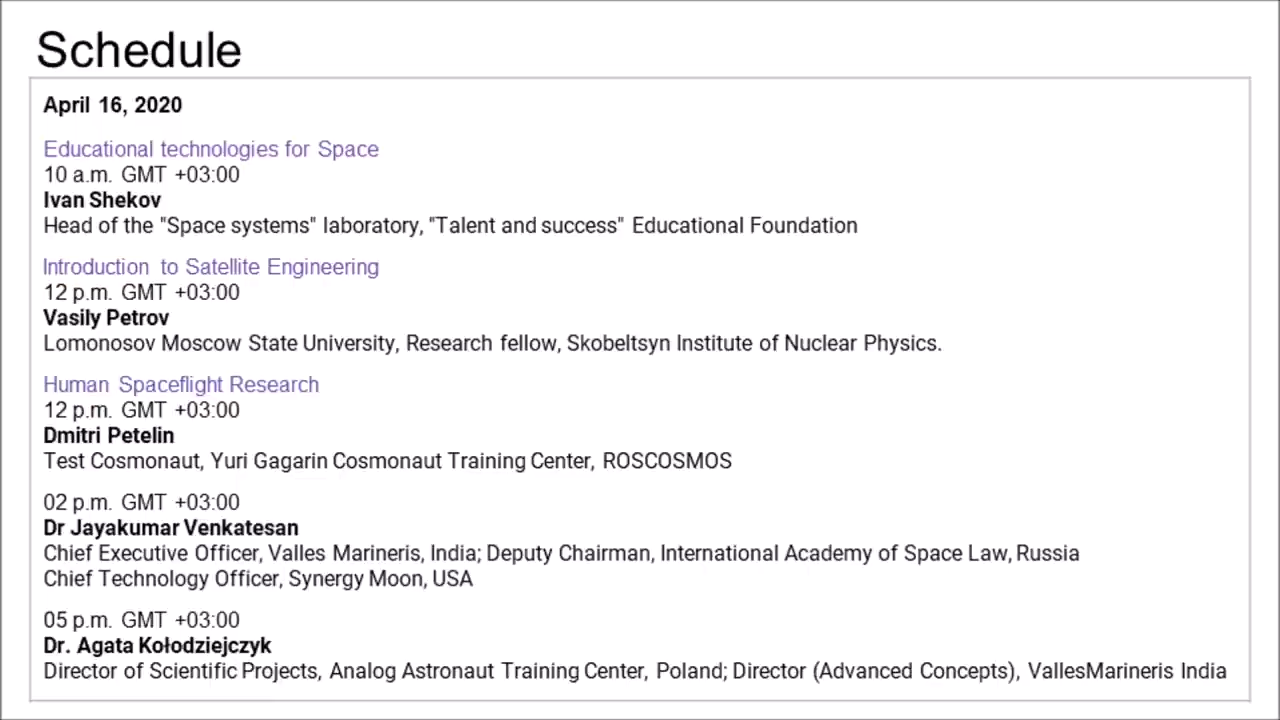 Schedule
April 16, 2020
Educational technologies for Space
10 a.m. GMT +03:00
Ivan Shekov
Head of the "Space systems" laboratory, "Talent and success" Educational Foundation
Introduction to Satellite Engineering
12 p.m. GMT +03:00
Vasily Petrov
Lomonosov Moscow State University, Research fellow, Skobeltsyn Institute of Nuclear Physics.
Human Spaceflight Research
12 p.m. GMT +03:00
Dmitri Petelin
Test Cosmonaut, Yuri Gagarin Cosmonaut Training Center, ROSCOSMOS
02 p.m. GMT +03:00
Dr Jayakumar Venkatesan
Chief Executive Officer, Valles Marineris, India; Deputy Chairman, International Academy of Space Law, Russia
Chief Technology Officer, Synergy Moon, USA
05 p.m. GMT +03:00
Dr. Agata Kołodziejczyk
Director of Scientific Projects, Analog Astronaut Training Center, Poland; Director (Advanced Concepts), VallesMarineris India